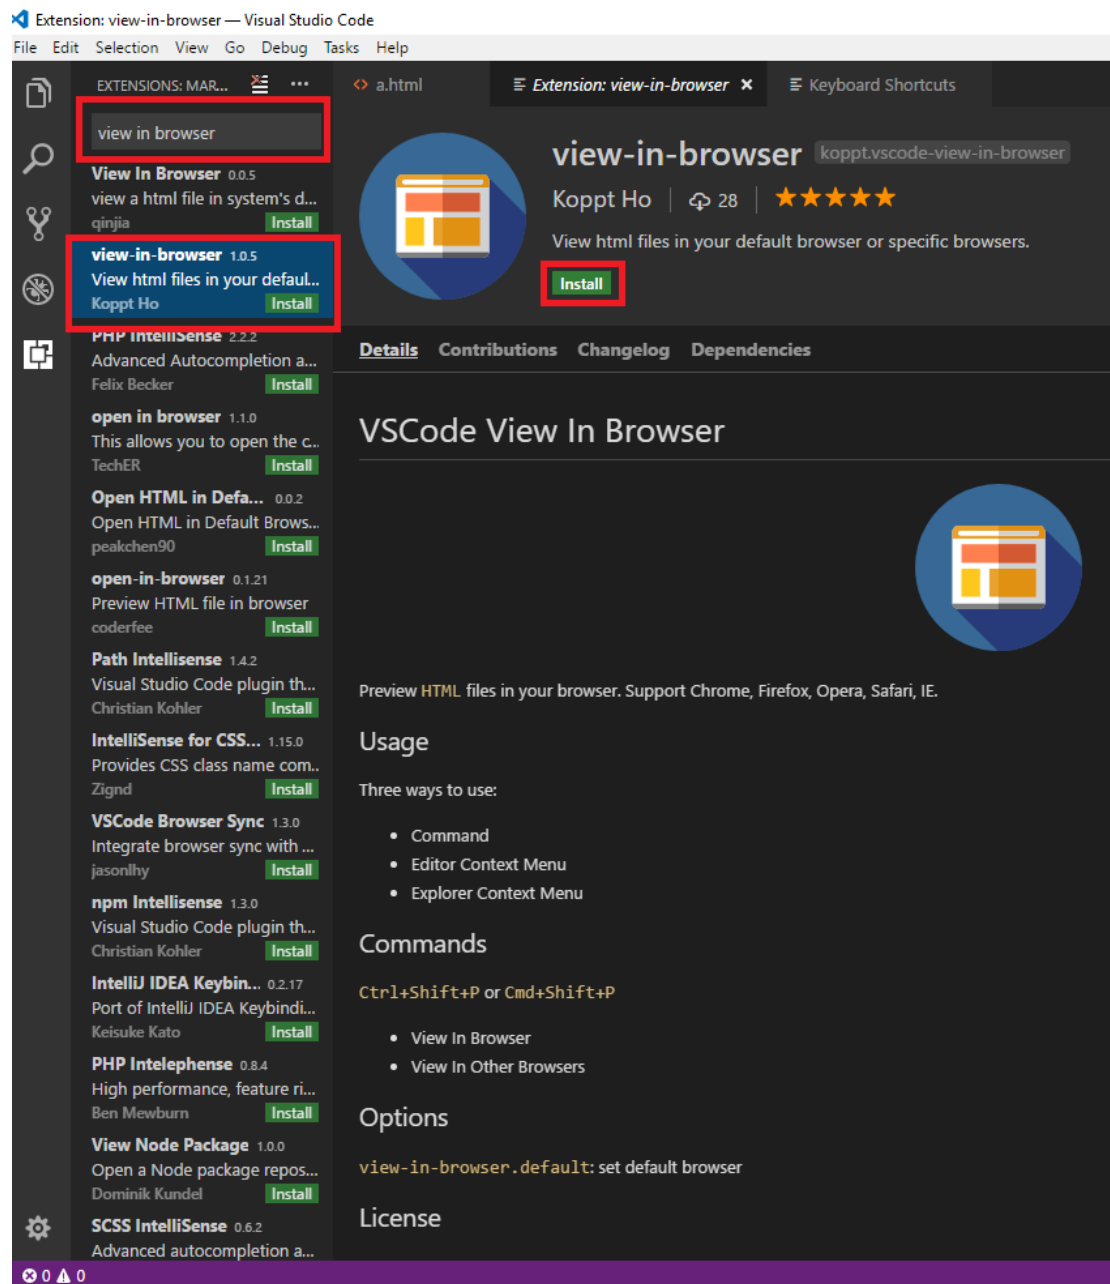 Extension: view-in-browser — Visual Studio Code
File Edit Selection View Go Debug Tasks Help
EXTENSIONS: MAR... ...
a.html
Extension: view-in-browser ×
Keyboard Shortcuts
view in browser
View In Browser 0.0.5
view a html file in system's d...
qinjia Install
view-in-browser 1.0.5
View html files in your defaul...
Koppt Ho Install
PHP IntelliSense 2.2.2
Advanced Autocompletion a...
Felix Becker Install
open in browser 1.1.0
This allows you to open the c...
TechER Install
Open HTML in Defa... 0.0.2
Open HTML in Default Brows...
peakchen90 Install
open-in-browser 0.1.21
Preview HTML file in browser
coderfee Install
Path Intellisense 1.4.2
Visual Studio Code plugin th...
Christian Kohler Install
IntelliSense for CSS... 1.15.0
Provides CSS class name com...
Zignd Install
VSCode Browser Sync 1.3.0
Integrate browser sync with ...
jasonlhy Install
npm Intellisense 1.3.0
Visual Studio Code plugin th...
Christian Kohler Install
IntelliJ IDEA Keybin... 0.2.17
Port of IntelliJ IDEA Keybindi...
Keisuke Kato Install
PHP Intelephense 0.8.4
High performance, feature ri...
Ben Mewburn Install
View Node Package 1.0.0
Open a Node package repos...
Dominik Kundel Install
SCSS IntelliSense 0.6.2
Advanced autocompletion a...
view-in-browser koppt.vscode-view-in-browser
Koppt Ho | 28 | ★★★★★
View html files in your default browser or specific browsers.
Install
Details Contributions Changelog Dependencies
VSCode View In Browser
Preview HTML files in your browser. Support Chrome, Firefox, Opera, Safari, IE.
Usage
Three ways to use:
• Command
• Editor Context Menu
• Explorer Context Menu
Commands
Ctrl+Shift+P or Cmd+Shift+P
• View In Browser
• View In Other Browsers
Options
view-in-browser.default: set default browser
License
0 0